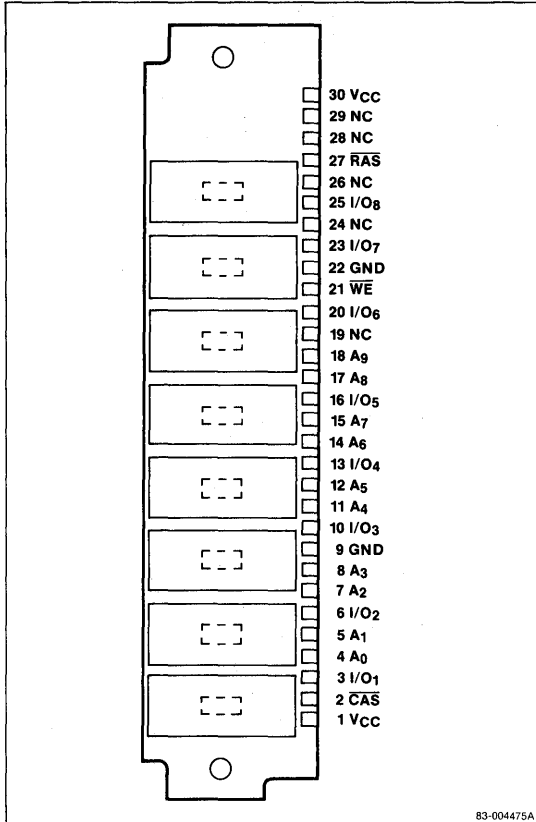 30 VCC
29 NC
28 NC
27 R̅A̅S̅
26 NC
25 I/O8
24 NC
23 I/O7
22 GND
21 W̅E̅
20 I/O6
19 NC
18 A9
17 A8
16 I/O5
15 A7
14 A6
13 I/O4
12 A5
11 A4
10 I/O3
9 GND
8 A3
7 A2
6 I/O2
5 A1
4 A0
3 I/O1
2 C̅A̅S̅
1 VCC
83-004475A